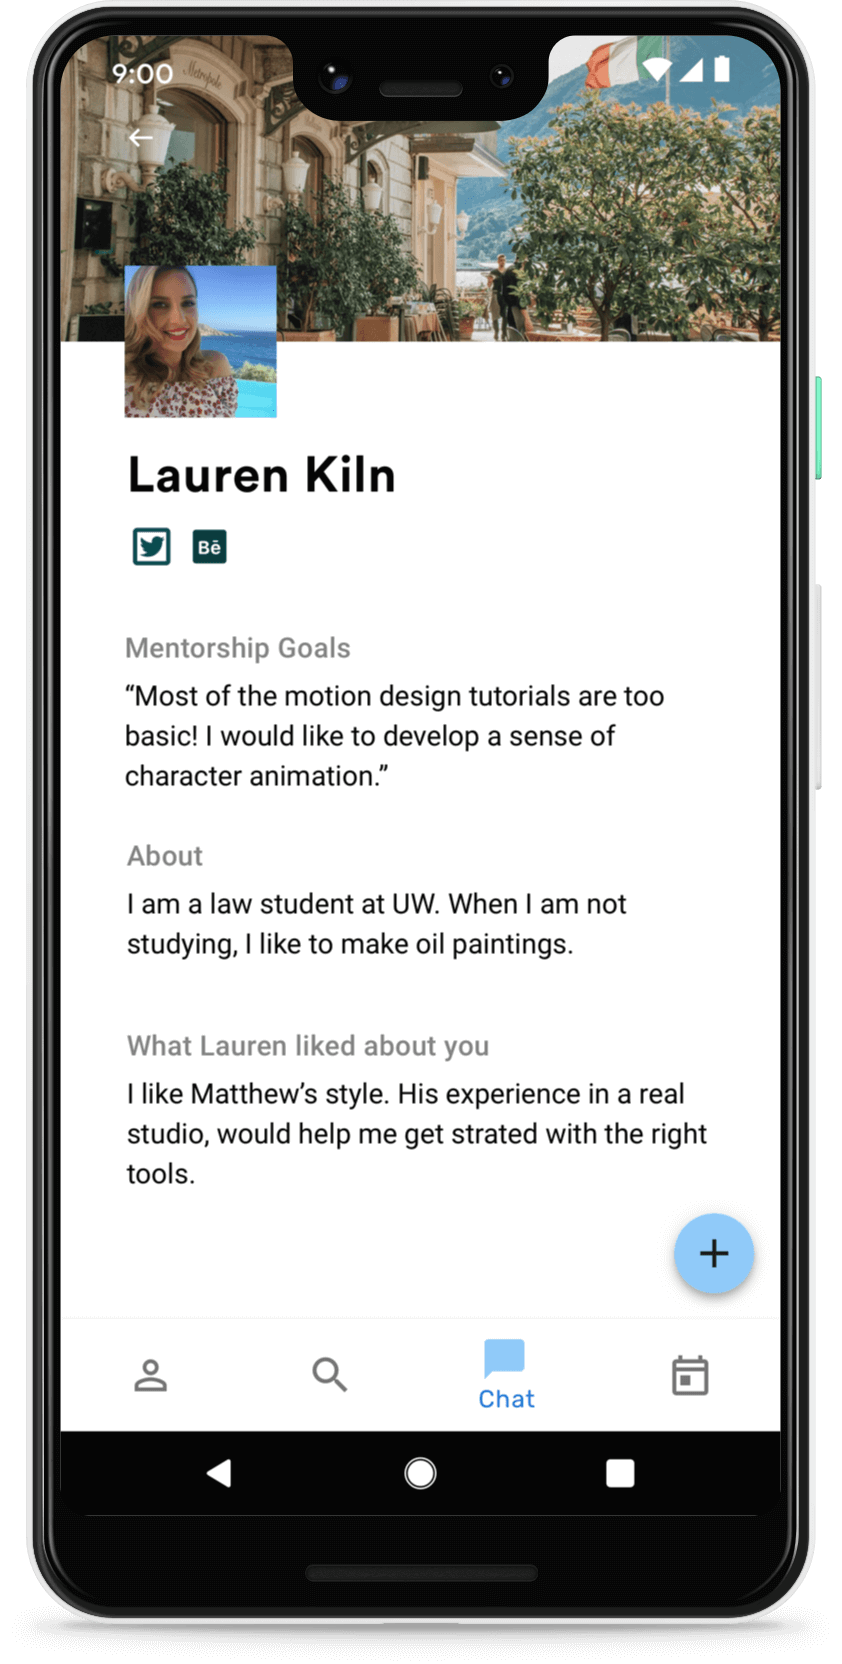 9:00
Metropole
Lauren Kiln
Bē
Mentorship Goals
“Most of the motion design tutorials are too
basic! I would like to develop a sense of
character animation.”
About
I am a law student at UW. When I am not
studying, I like to make oil paintings.
What Lauren liked about you
I like Matthew’s style. His experience in a real
studio, would help me get strated with the right
tools.
Chat